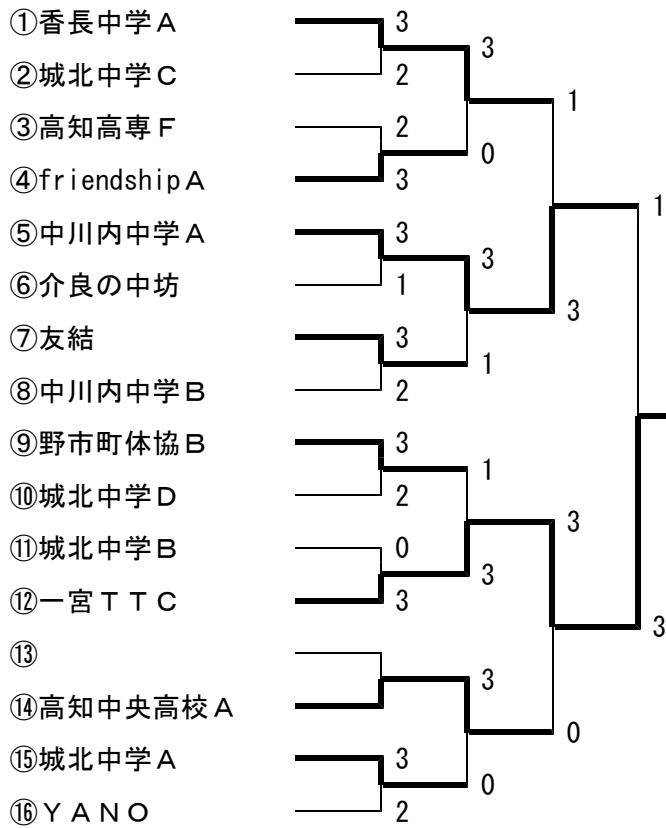 ①香長中学A 3
3
②城北中学C 2
1
③高知高専F 2
0
④friendshipA 3
1
⑤中川内中学A 3
3
⑥介良の中坊 1
3
⑦友結 3
1
⑧中川内中学B 2
⑨野市町体協B 3
1
⑩城北中学D 2
3
⑪城北中学B 0
3
⑫一宮TTC 3
3
⑬
3
⑭高知中央高校A
0
⑮城北中学A 3
0
⑯YANO 2